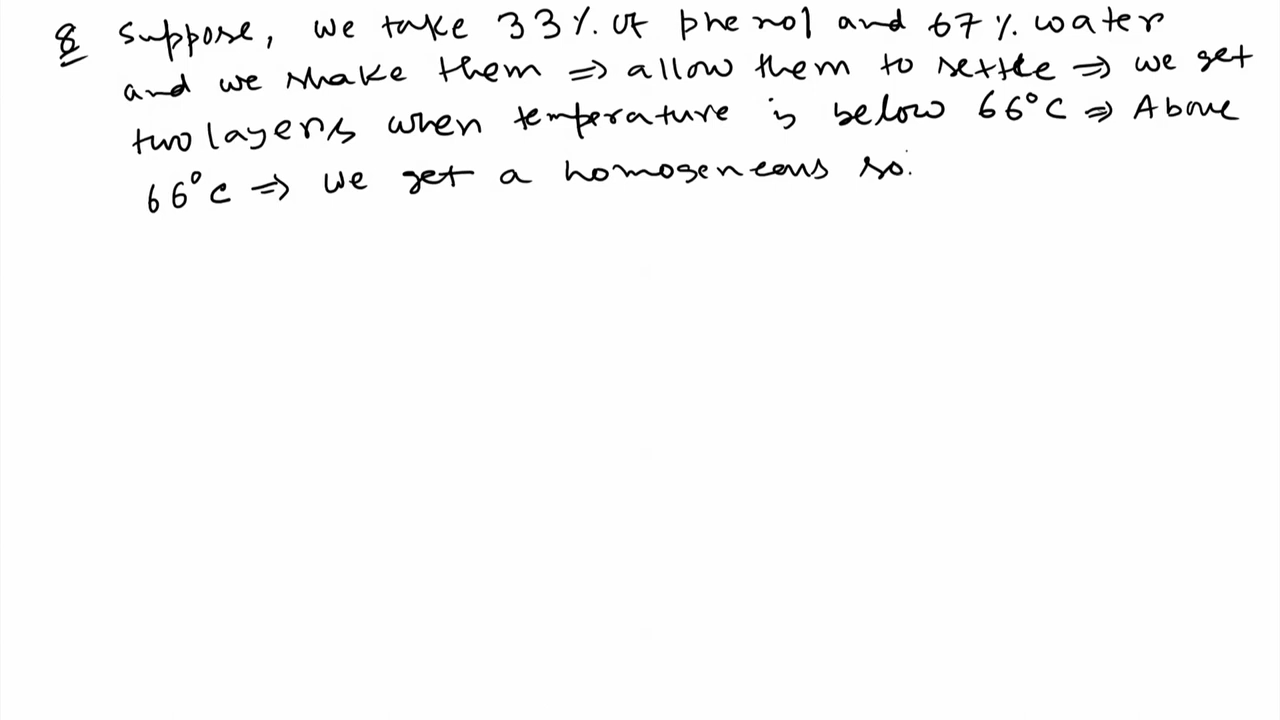 8 Suppose, we take 33%. of phenol and 67%. water
and we shake them ⇒ allow them to settle ⇒ we get
two layers when temperature is below 66°C ⇒ Above
66°C ⇒ we get a homogeneous so